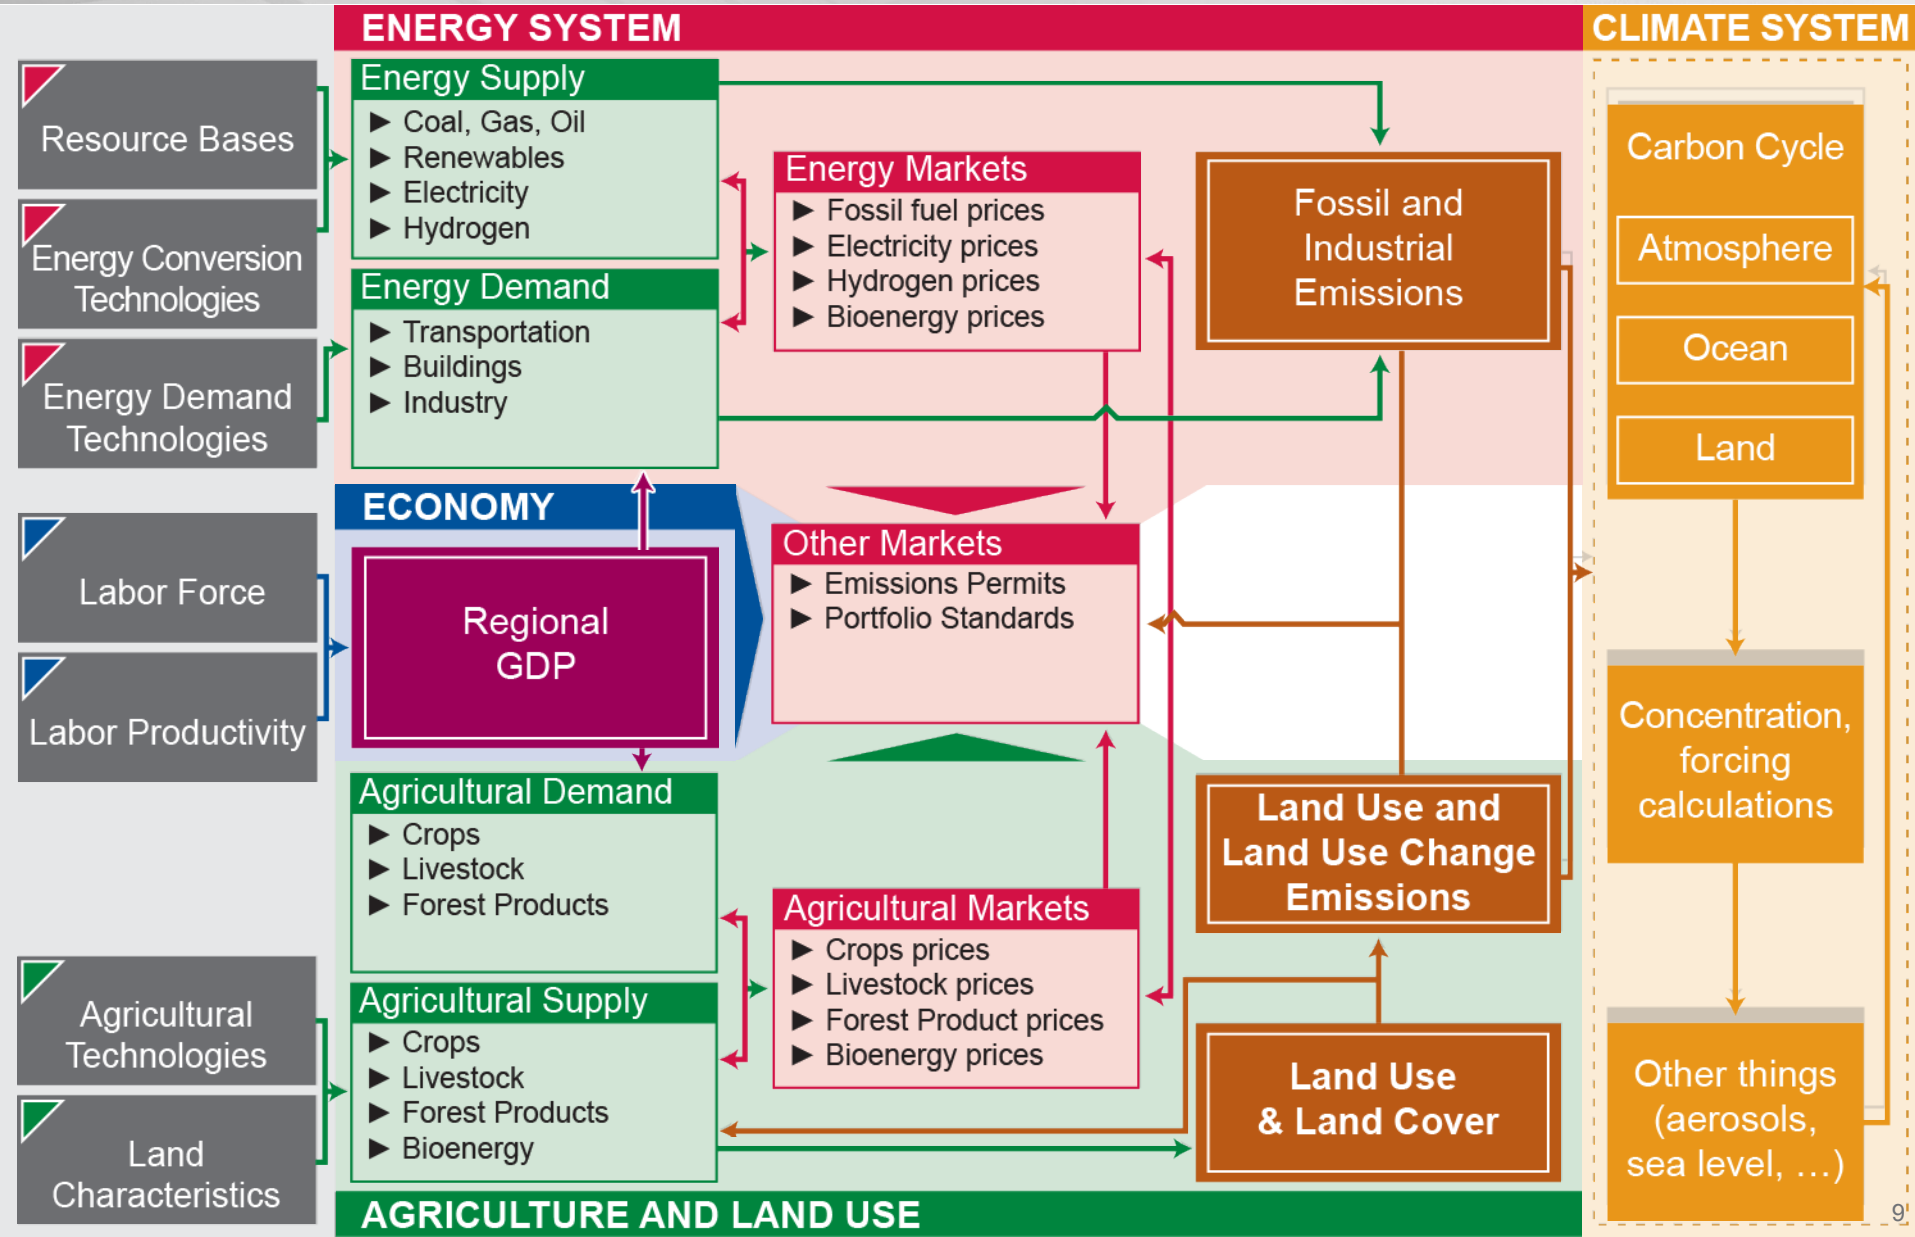 ENERGY SYSTEM
CLIMATE SYSTEM
Resource Bases
Energy Conversion
Technologies
Energy Demand
Technologies
Labor Force
Labor Productivity
Agricultural
Technologies
Land
Characteristics
Energy Supply
► Coal, Gas, Oil
► Renewables
► Electricity
► Hydrogen
Energy Demand
► Transportation
► Buildings
► Industry
Energy Markets
► Fossil fuel prices
► Electricity prices
► Hydrogen prices
► Bioenergy prices
Fossil and
Industrial
Emissions
ECONOMY
Regional
GDP
Other Markets
► Emissions Permits
► Portfolio Standards
Agricultural Demand
► Crops
► Livestock
► Forest Products
Agricultural Supply
► Crops
► Livestock
► Forest Products
► Bioenergy
Agricultural Markets
► Crops prices
► Livestock prices
► Forest Product prices
► Bioenergy prices
Land Use and
Land Use Change
Emissions
Land Use
& Land Cover
AGRICULTURE AND LAND USE
Carbon Cycle
Atmosphere
Ocean
Land
Concentration,
forcing
calculations
Other things
(aerosols,
sea level, …)
9